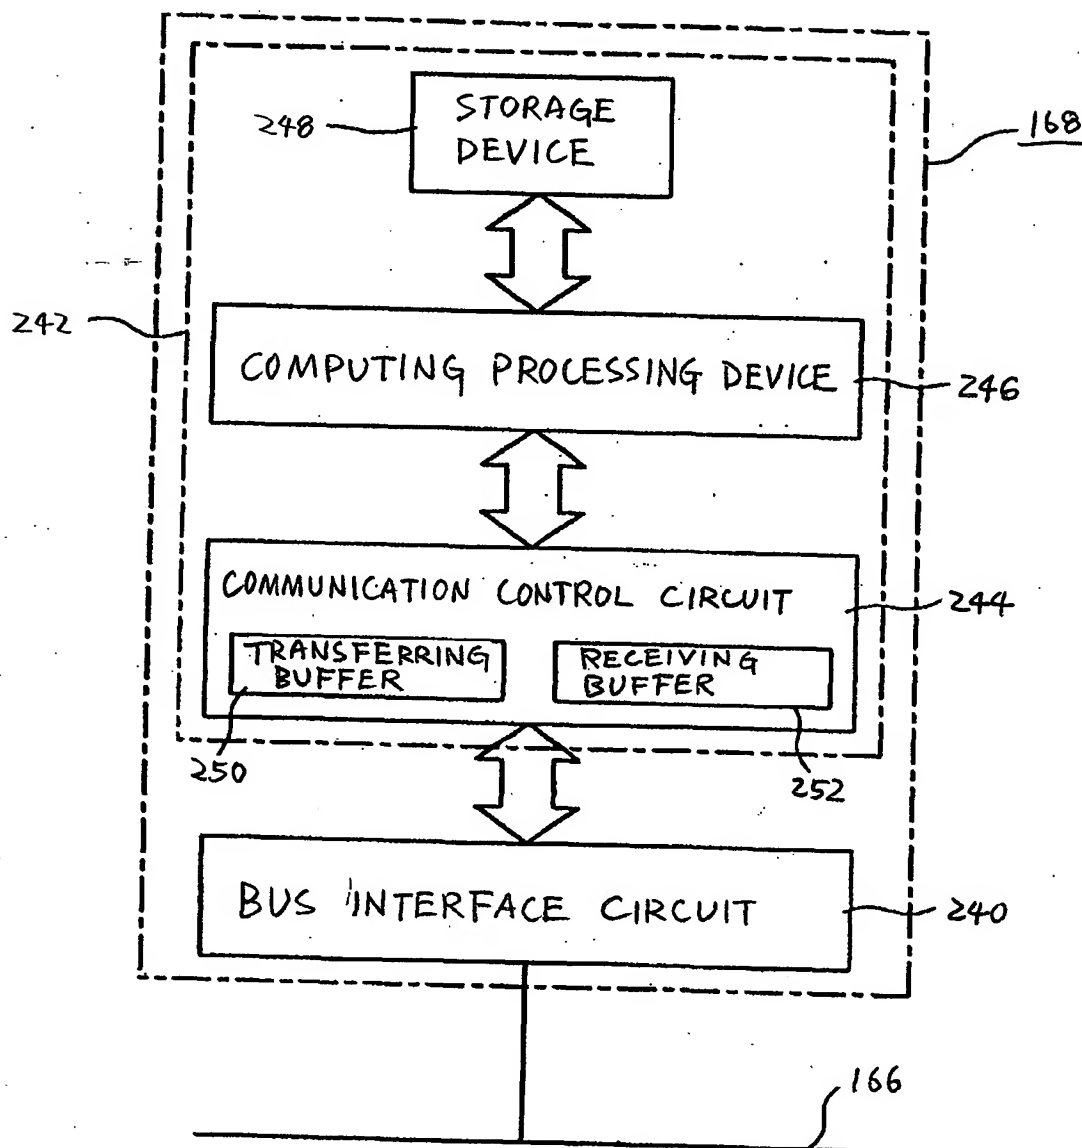 STORAGE
DEVICE
248
168
242
COMPUTING PROCESSING DEVICE
246
COMMUNICATION CONTROL CIRCUIT
244
TRANSFERRING
BUFFER
RECEIVING
BUFFER
250
252
BUS INTERFACE CIRCUIT
240
166